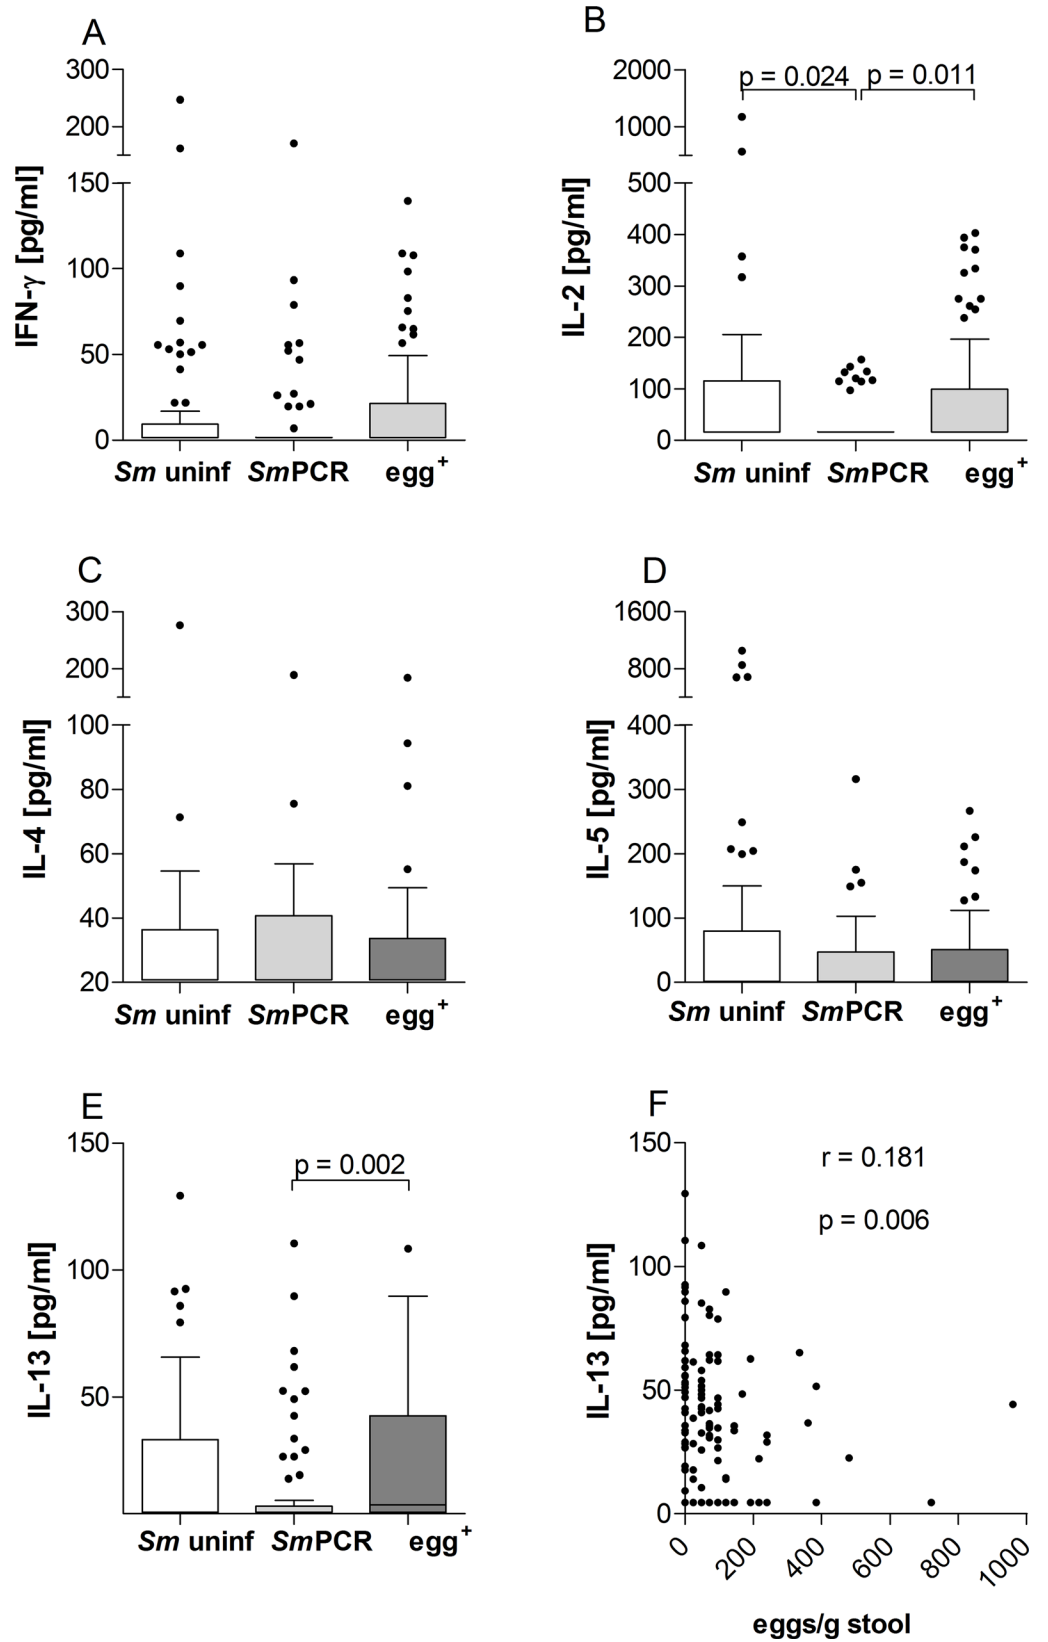 A
300
200
150
100
50
0
IFN-γ [pg/ml]
Sm uninf SmPCR egg+
B
2000
1000
500
400
300
200
100
0
IL-2 [pg/ml]
p = 0.024 p = 0.011
Sm uninf SmPCR egg+
C
300
200
100
80
60
40
20
IL-4 [pg/ml]
Sm uninf SmPCR egg+
D
1600
800
400
300
200
100
0
IL-5 [pg/ml]
Sm uninf SmPCR egg+
E
150
100
50
IL-13 [pg/ml]
p = 0.002
Sm uninf SmPCR egg+
F
150
100
50
0
IL-13 [pg/ml]
r = 0.181
p = 0.006
0 200 400 600 800 1000
eggs/g stool